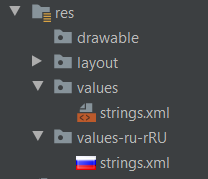 res
drawable
layout
values
strings.xml
values-ru-rRU
strings.xml